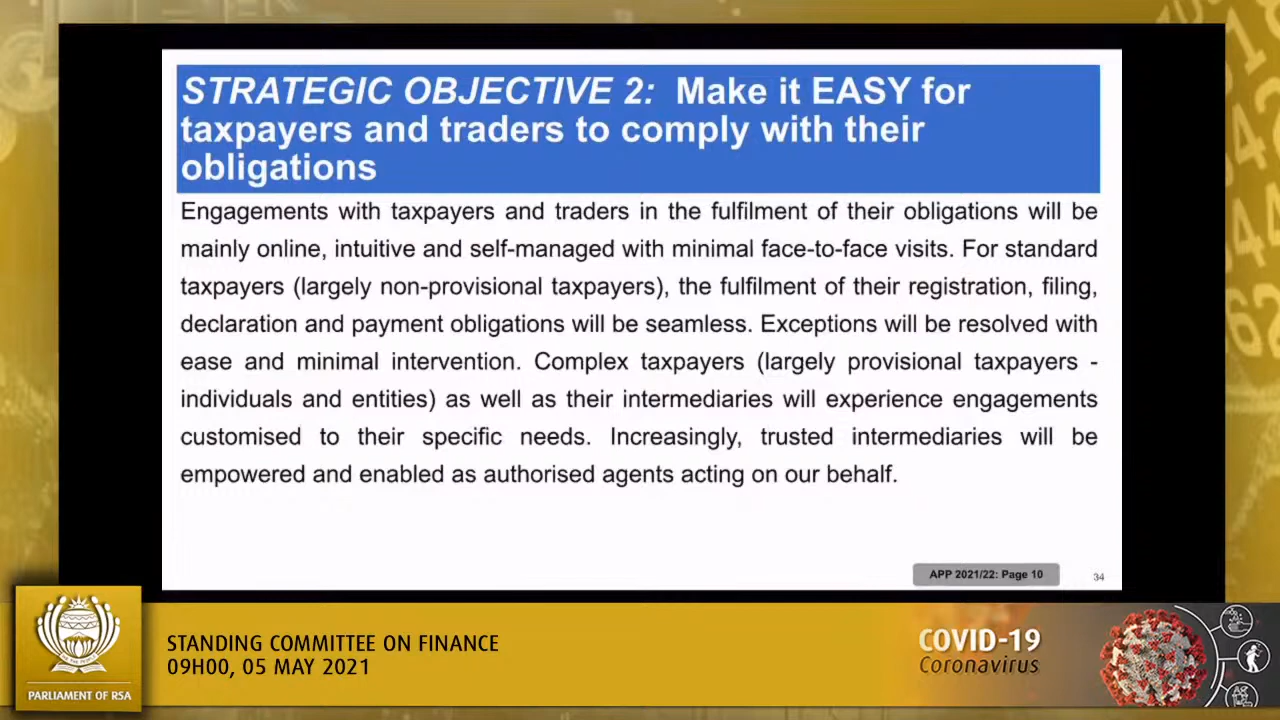 STRATEGIC OBJECTIVE 2: Make it EASY for
taxpayers and traders to comply with their
obligations
Engagements with taxpayers and traders in the fulfilment of their obligations will be
mainly online, intuitive and self-managed with minimal face-to-face visits. For standard
taxpayers (largely non-provisional taxpayers), the fulfilment of their registration, filing,
declaration and payment obligations will be seamless. Exceptions will be resolved with
ease and minimal intervention. Complex taxpayers (largely provisional taxpayers -
individuals and entities) as well as their intermediaries will experience engagements
customised to their specific needs. Increasingly, trusted intermediaries will be
empowered and enabled as authorised agents acting on our behalf.
APP 2021/22: Page 10
34
STANDING COMMITTEE ON FINANCE
09H00, 05 MAY 2021
PARLIAMENT OF RSA
COVID-19
Coronavirus